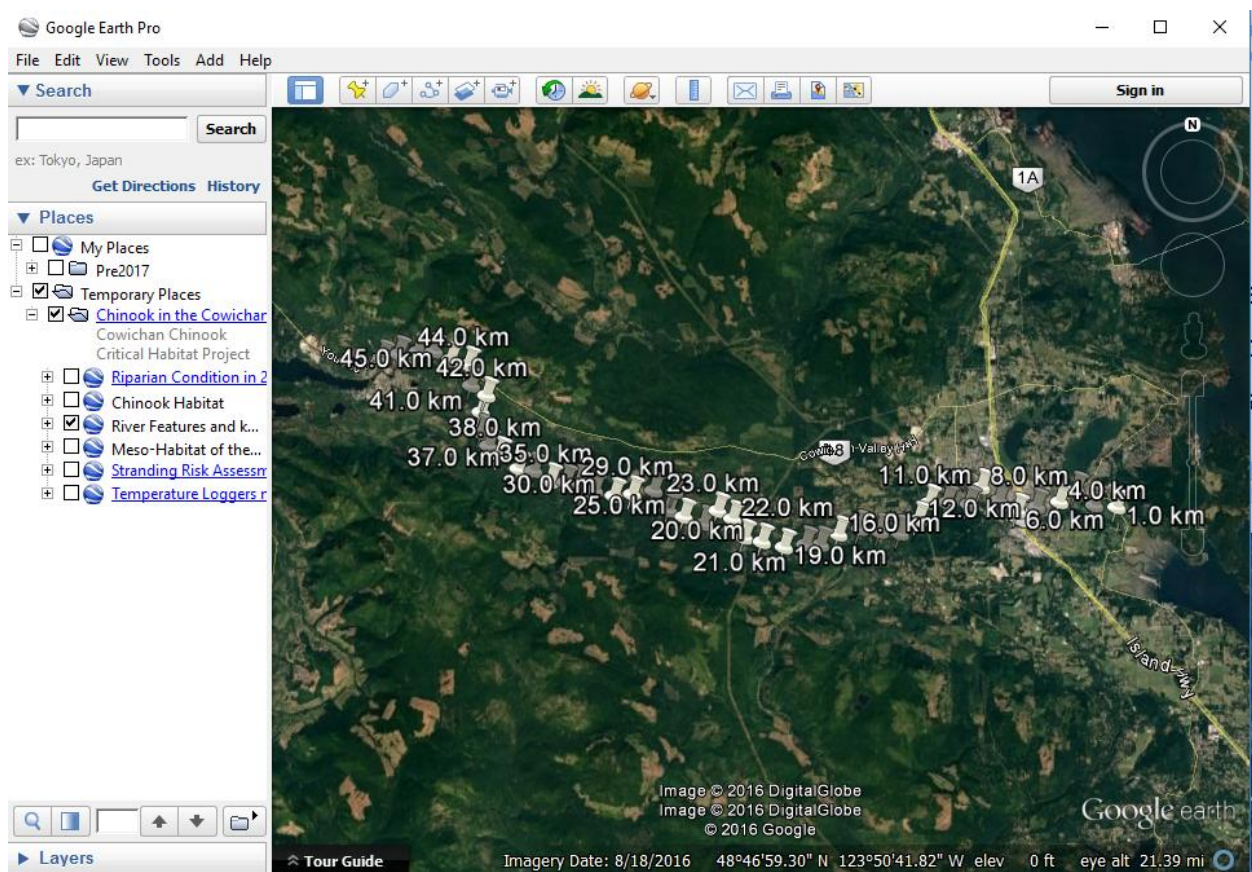 Google Earth Pro
File Edit View Tools Add Help
Search
Sign in
Search
ex: Tokyo, Japan
Get Directions History
Places
My Places
Pre2017
Temporary Places
Chinook in the Cowichan
Cowichan Chinook
Critical Habitat Project
Riparian Condition in 2
Chinook Habitat
River Features and k...
Meso-Habitat of the...
Stranding Risk Assessm
Temperature Loggers r
Layers
N
1A
44.0 km
45.0 km 42.0 km
41.0 km
38.0 km
37.0 km 35.0 km
29.0 km
30.0 km 23.0 km
25.0 km 22.0 km
20.0 km
21.0 km 19.0 km
16.0 km
11.0 km 8.0 km
12.0 km 4.0 km
6.0 km 1.0 km
Island Hwy
Image © 2016 DigitalGlobe
Image © 2016 DigitalGlobe
© 2016 Google
Google earth
Tour Guide
Imagery Date: 8/18/2016 48°46'59.30" N 123°50'41.82" W elev 0 ft eye alt 21.39 mi